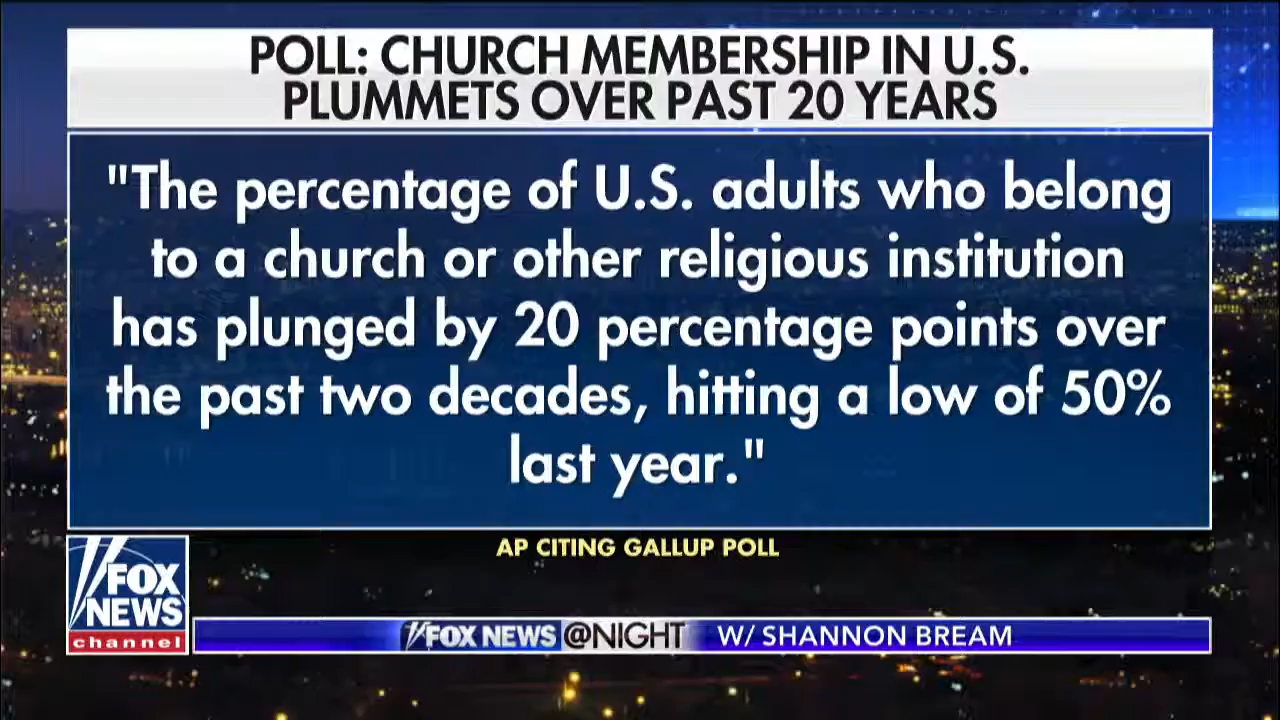 POLL: CHURCH MEMBERSHIP IN U.S.
PLUMMETS OVER PAST 20 YEARS
"The percentage of U.S. adults who belong
to a church or other religious institution
has plunged by 20 percentage points over
the past two decades, hitting a low of 50%
last year."
AP CITING GALLUP POLL
FOX
NEWS
channel
FOX NEWS @NIGHT W/ SHANNON BREAM